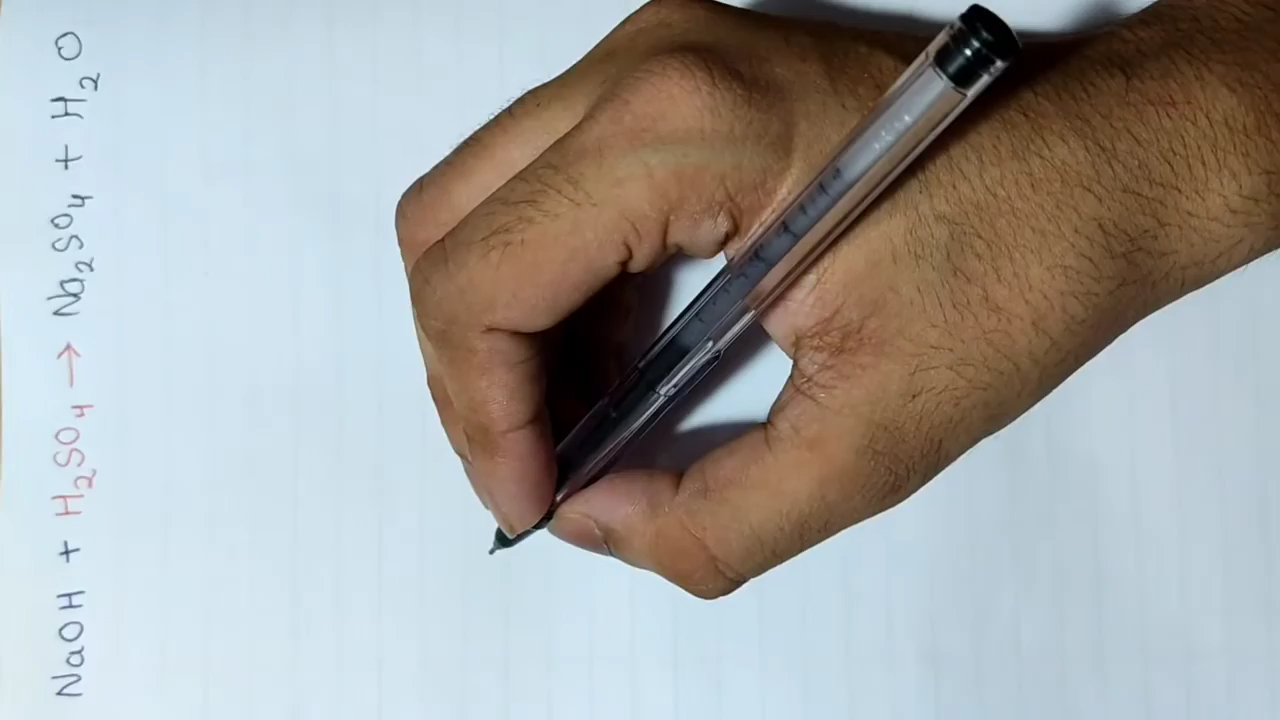 NaOH + H₂SO₄ → Na₂SO₄ + H₂O